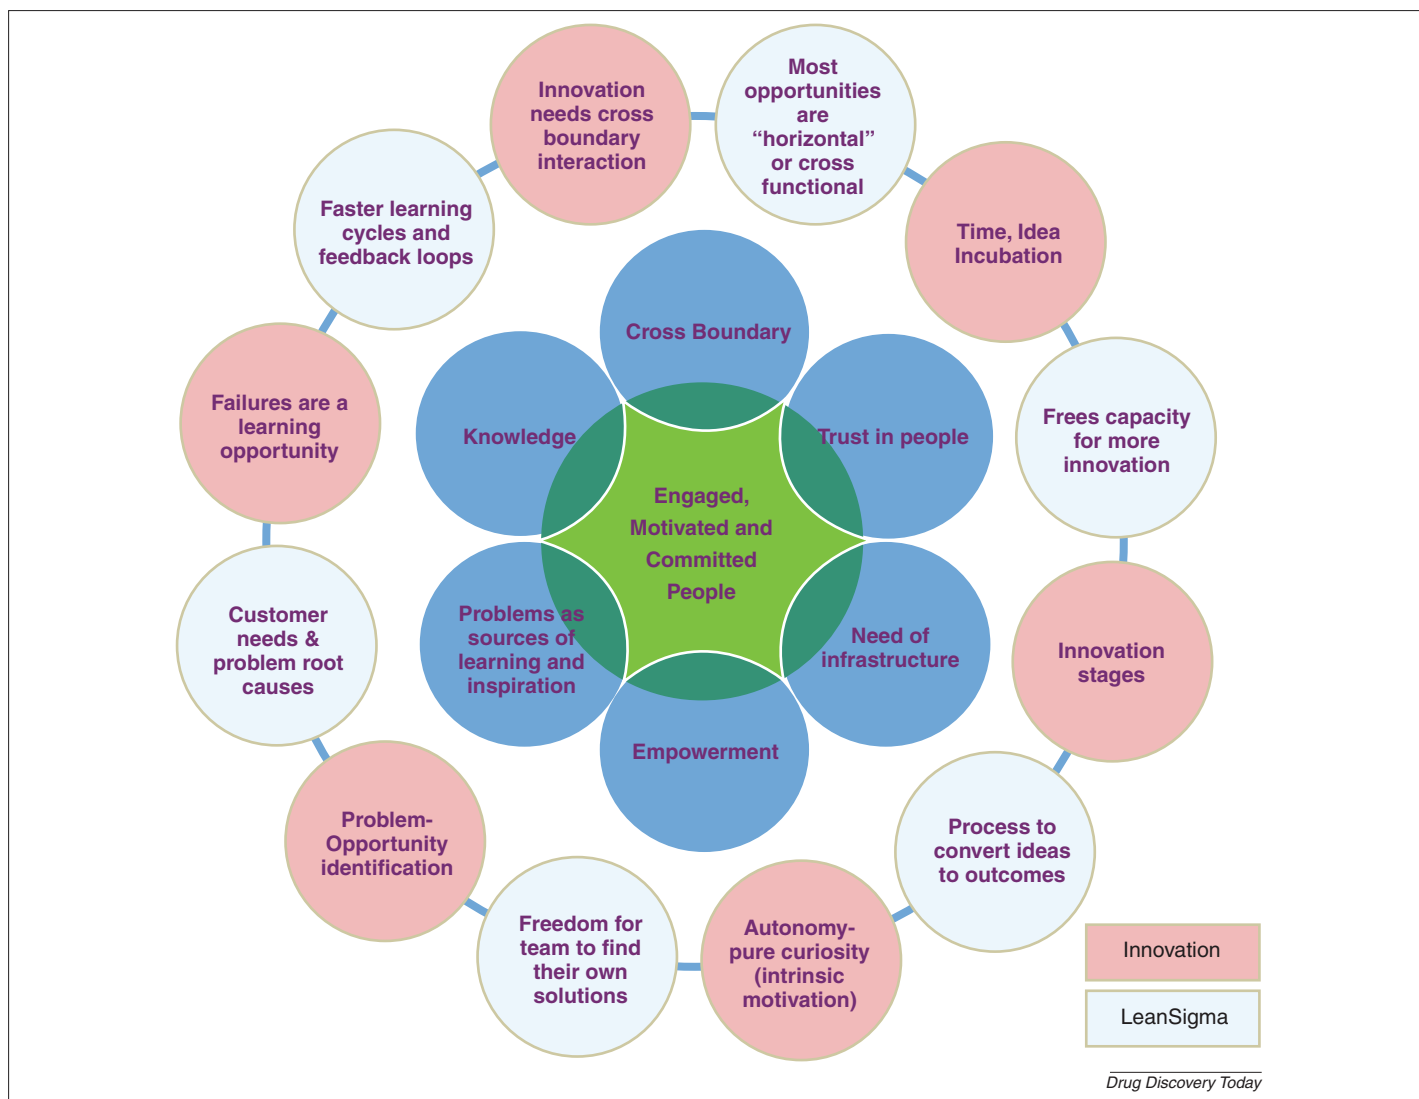 Innovation
needs cross
boundary
interaction
Most
opportunities
are
“horizontal”
or cross
functional
Time, Idea
Incubation
Frees capacity
for more
innovation
Innovation
stages
Process to
convert ideas
to outcomes
Autonomy-
pure curiosity
(intrinsic
motivation)
Freedom for
team to find
their own
solutions
Problem-
Opportunity
identification
Customer
needs &
problem root
causes
Failures are a
learning
opportunity
Faster learning
cycles and
feedback loops
Cross Boundary
Trust in people
Need of
infrastructure
Empowerment
Problems as
sources of
learning and
inspiration
Knowledge
Engaged,
Motivated and
Committed
People
Innovation
LeanSigma
Drug Discovery Today